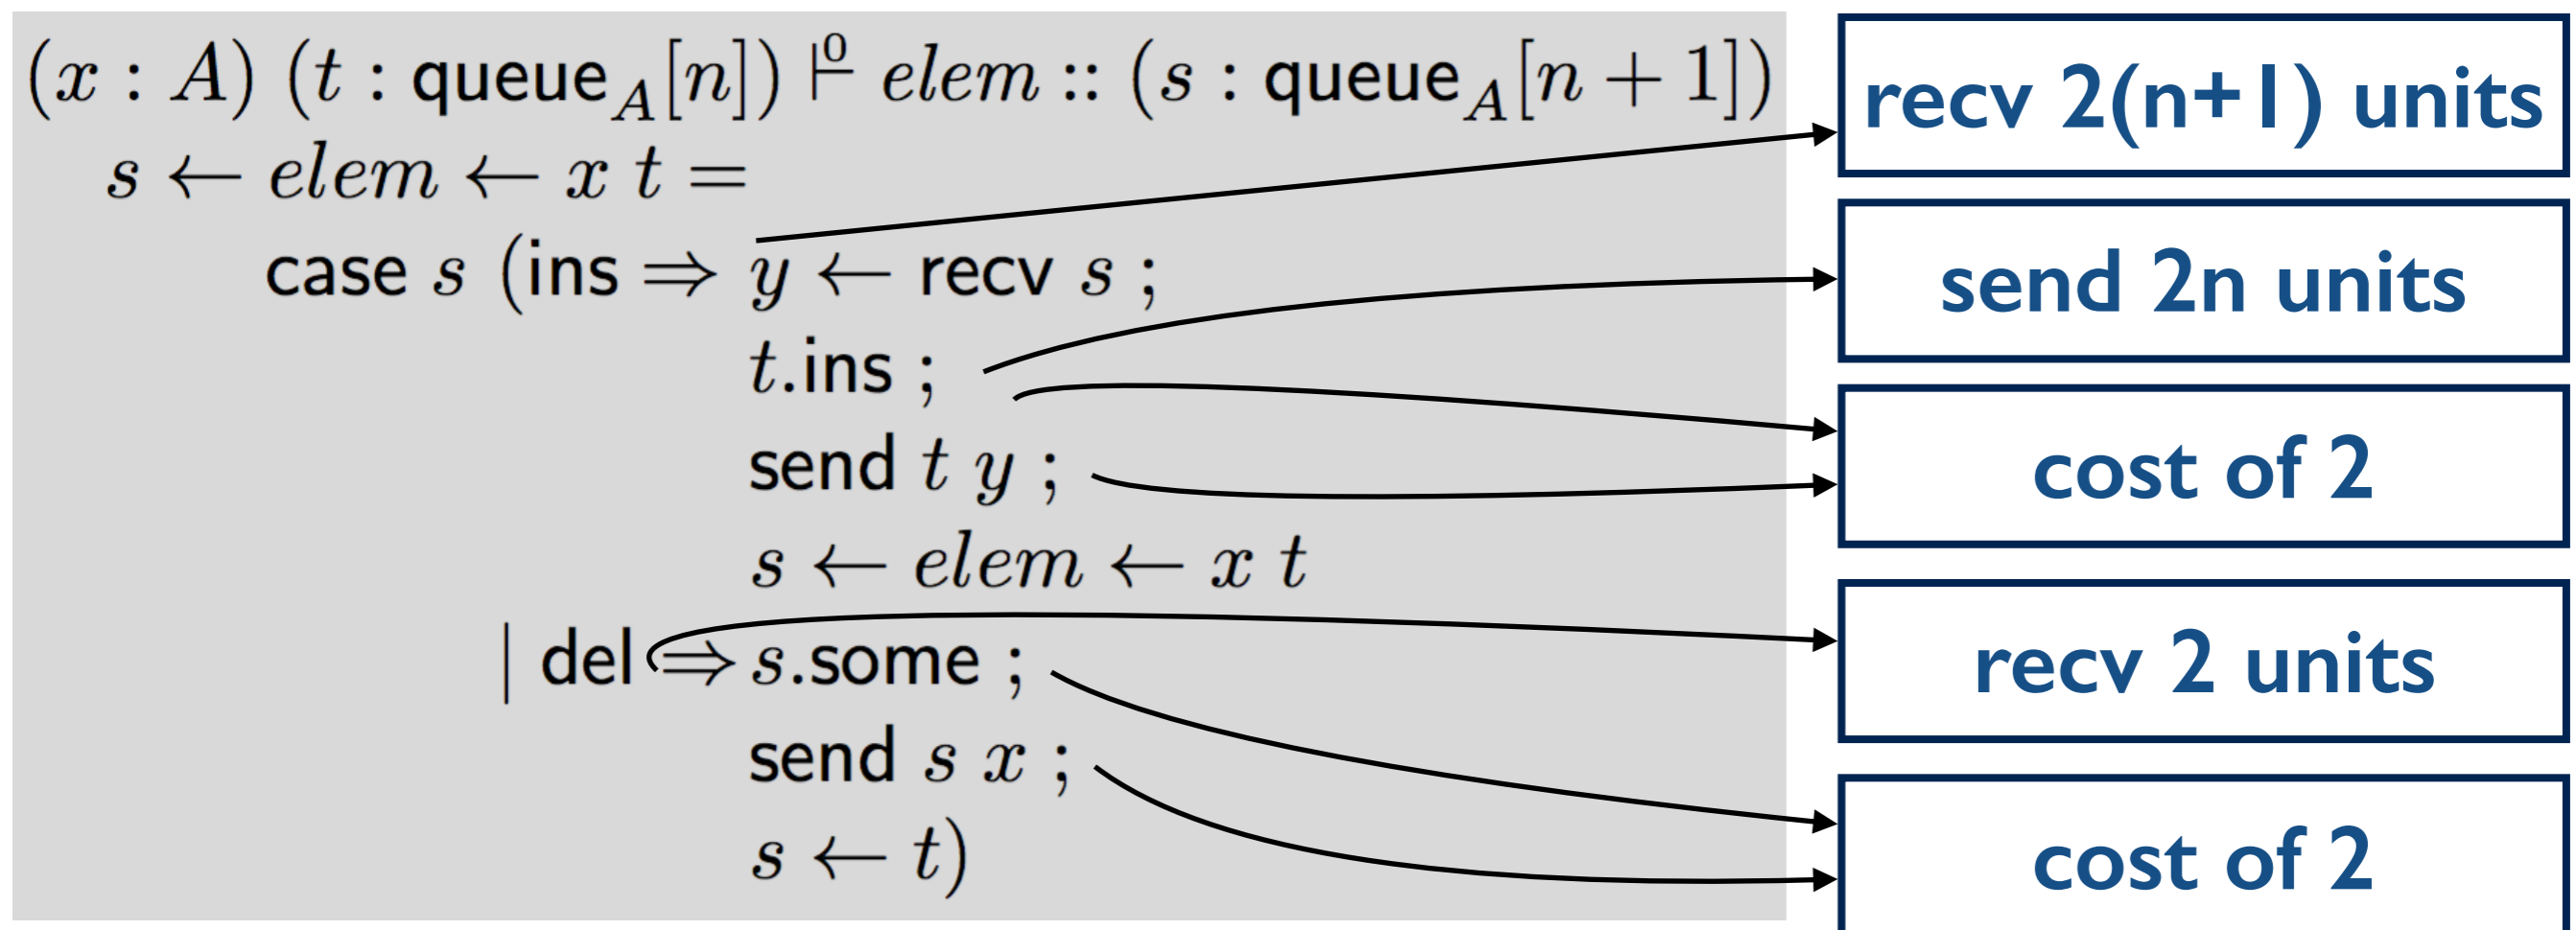 (x : A) (t : queue_A[n]) ⊢^0 elem :: (s : queue_A[n + 1])
s ← elem ← x t =
case s (ins ⇒ y ← recv s ;
t.ins ;
send t y ;
s ← elem ← x t
| del ⇒ s.some ;
send s x ;
s ← t)
recv 2(n+1) units
send 2n units
cost of 2
recv 2 units
cost of 2